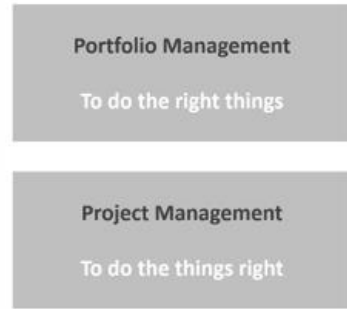 Portfolio Management
To do the right things
Project Management
To do the things right